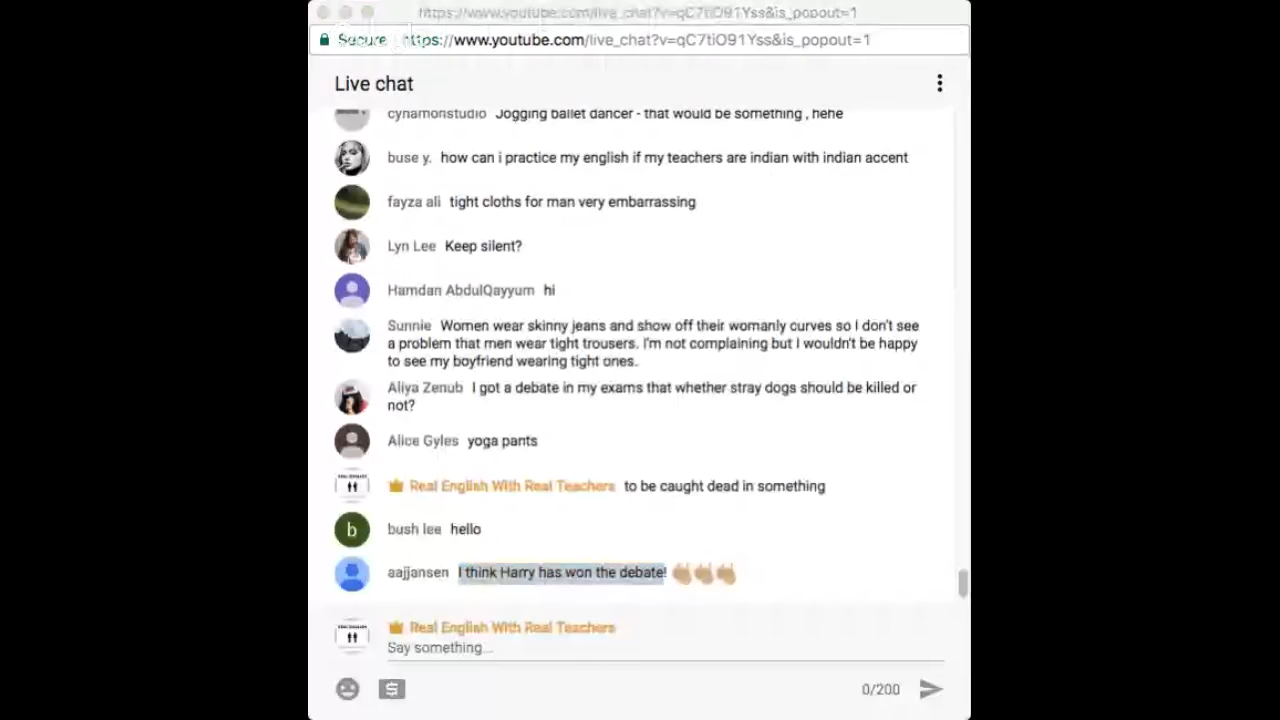 https://www.youtube.com/live_chat?v=qC7tiO91Yss&is_popout=1
Secure https://www.youtube.com/live_chat?v=qC7tiO91Yss&is_popout=1
Live chat
cynamonstudio Jogging ballet dancer - that would be something , hehe
buse y. how can i practice my english if my teachers are indian with indian accent
fayza ali tight cloths for man very embarrassing
Lyn Lee Keep silent?
Hamdan AbdulQayyum hi
Sunnie Women wear skinny jeans and show off their womanly curves so I don't see
a problem that men wear tight trousers. I'm not complaining but I wouldn't be happy
to see my boyfriend wearing tight ones.
Aliya Zenub I got a debate in my exams that whether stray dogs should be killed or
not?
Alice Gyles yoga pants
Real English With Real Teachers to be caught dead in something
b bush lee hello
aajjansen I think Harry has won the debate!
Real English With Real Teachers
Say something...
0/200